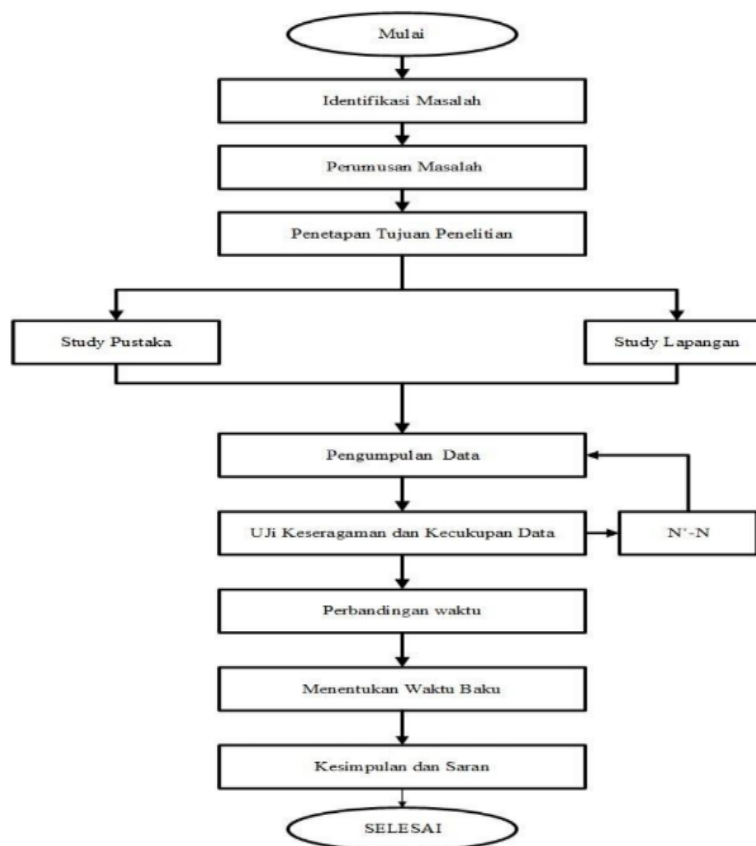 Mulai
Identifikasi Masalah
Perumusan Masalah
Penetapan Tujuan Penelitian
Study Pustaka
Study Lapangan
Pengumpulan Data
UJi Keseragaman dan Kecukupan Data
N'-N
Perbandingan waktu
Menentukan Waktu Baku
Kesimpulan dan Saran
SELESAI